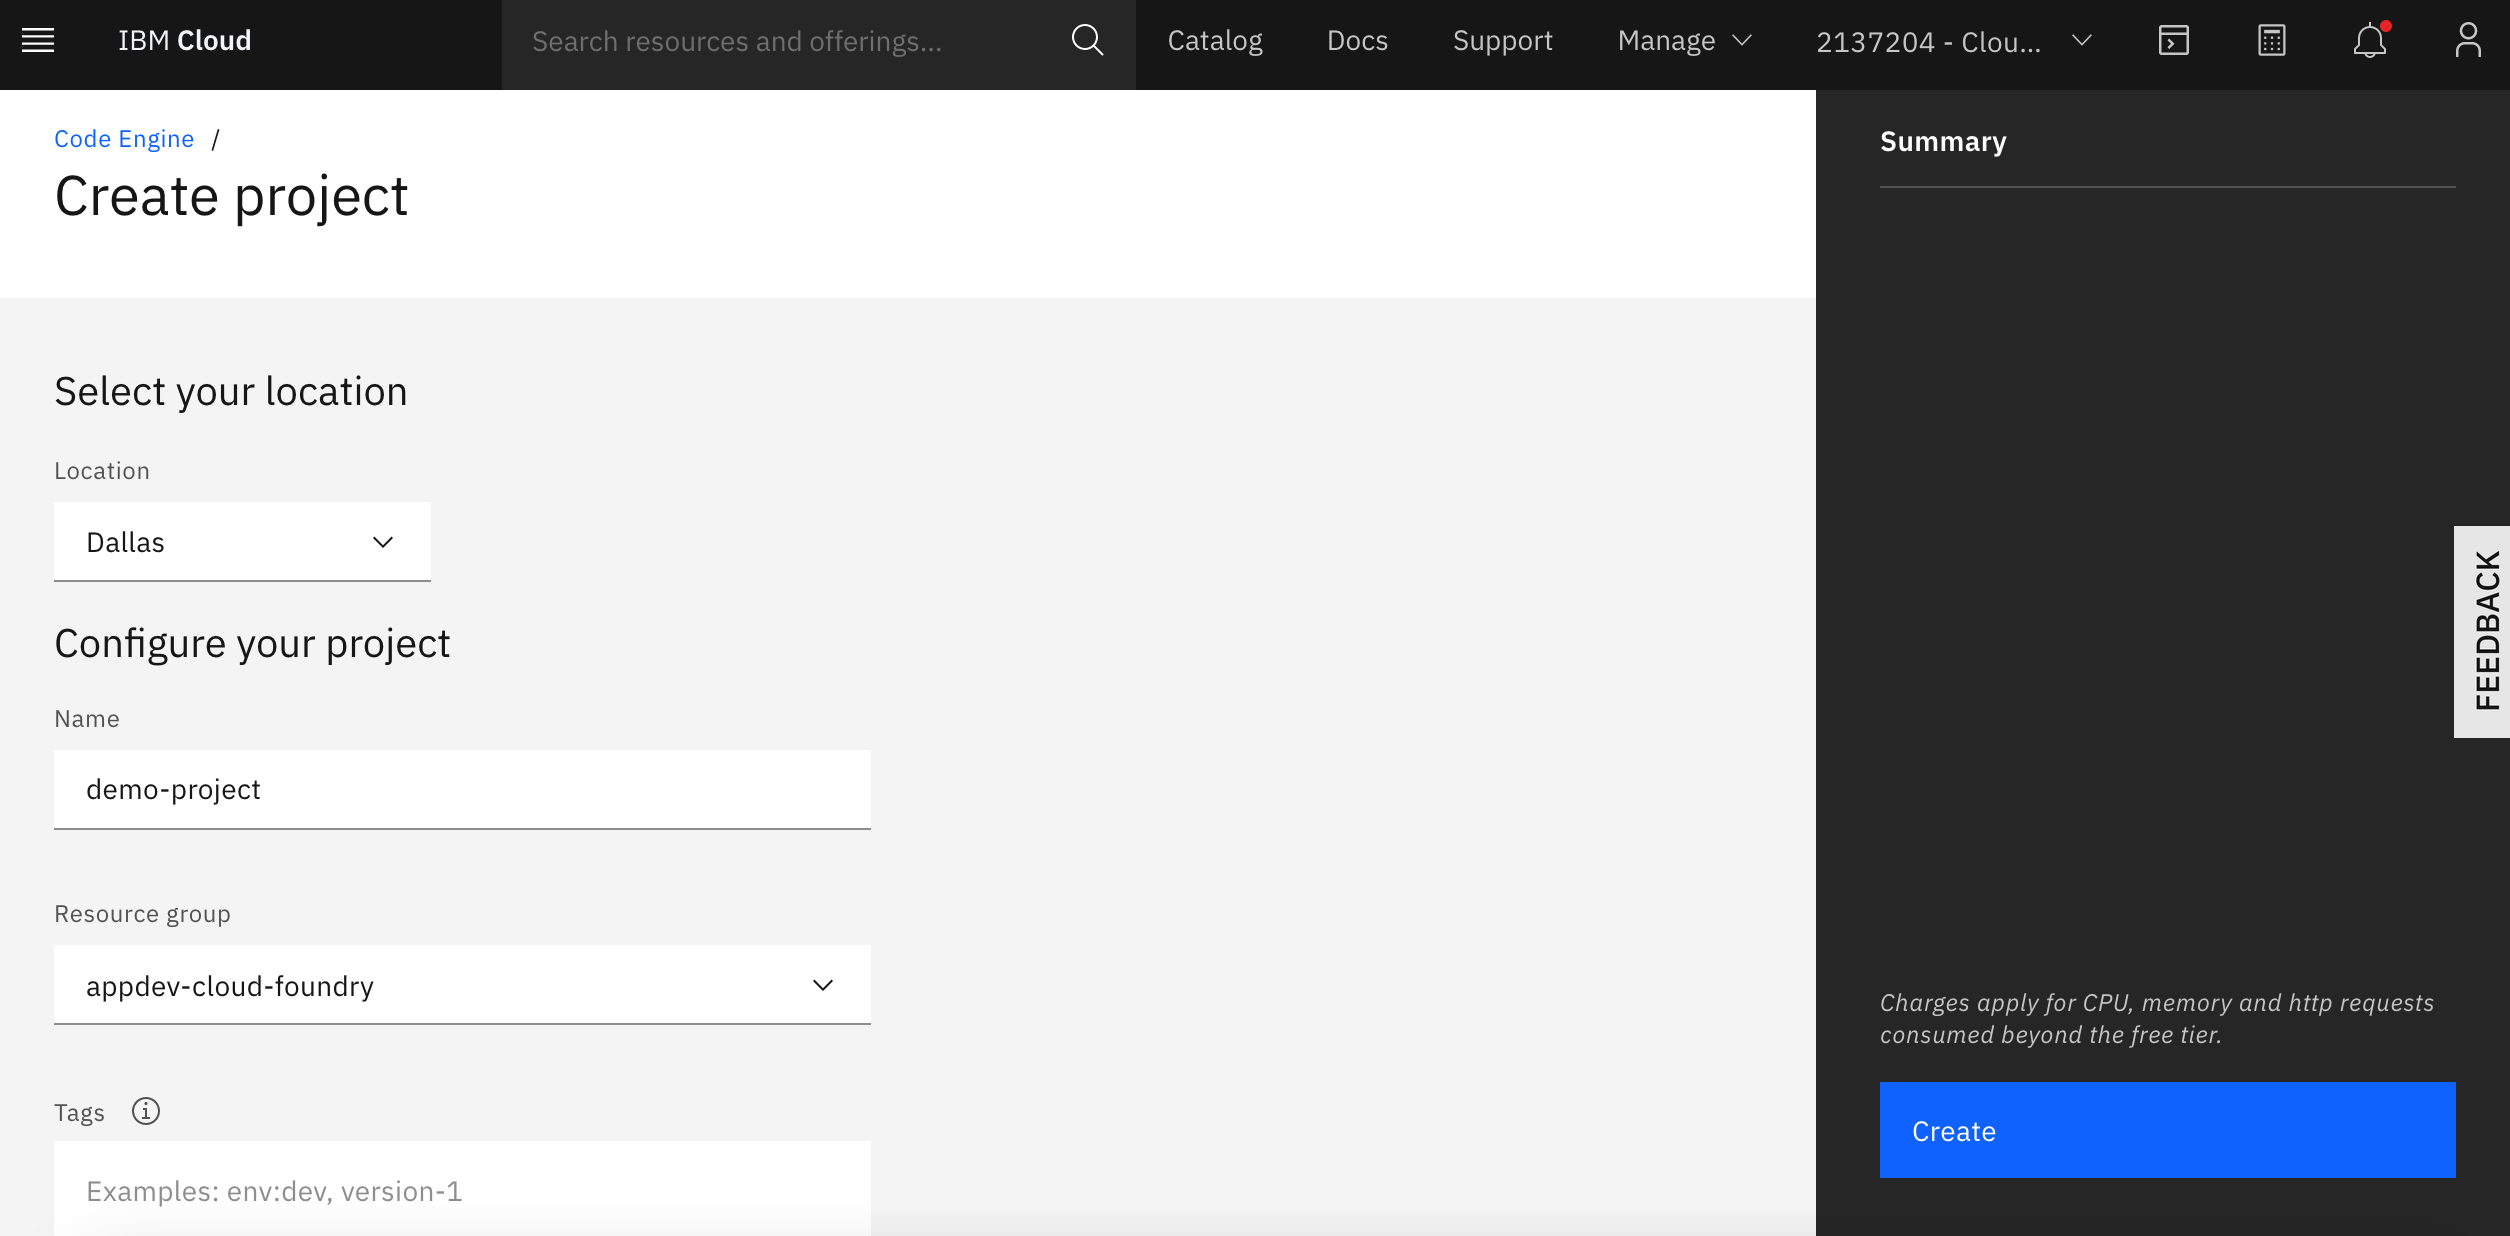 IBM Cloud
Search resources and offerings...
Catalog
Docs
Support
Manage
2137204 - Clou...
Code Engine /
Create project
Select your location
Location
Dallas
Configure your project
Name
demo-project
Resource group
appdev-cloud-foundry
Tags
Examples: env:dev, version-1
Summary
Charges apply for CPU, memory and http requests
consumed beyond the free tier.
Create
FEEDBACK